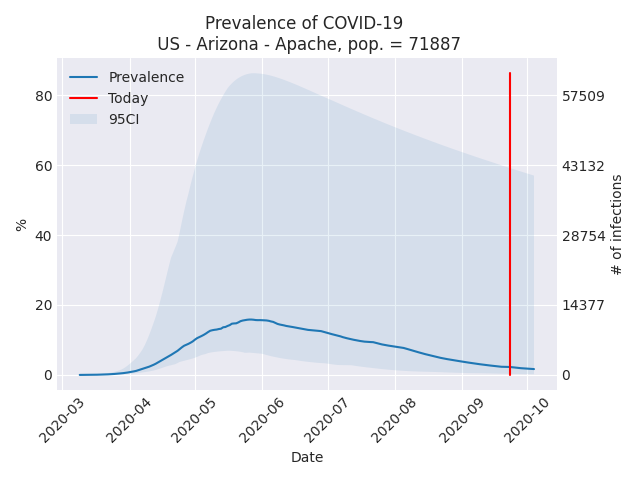 Prevalence of COVID-19
US - Arizona - Apache, pop. = 71887
Prevalence
Today
95CI
80
60
40
20
0
%
57509
43132
28754
14377
0
# of infections
2020-03
2020-04
2020-05
2020-06
2020-07
2020-08
2020-09
2020-10
Date